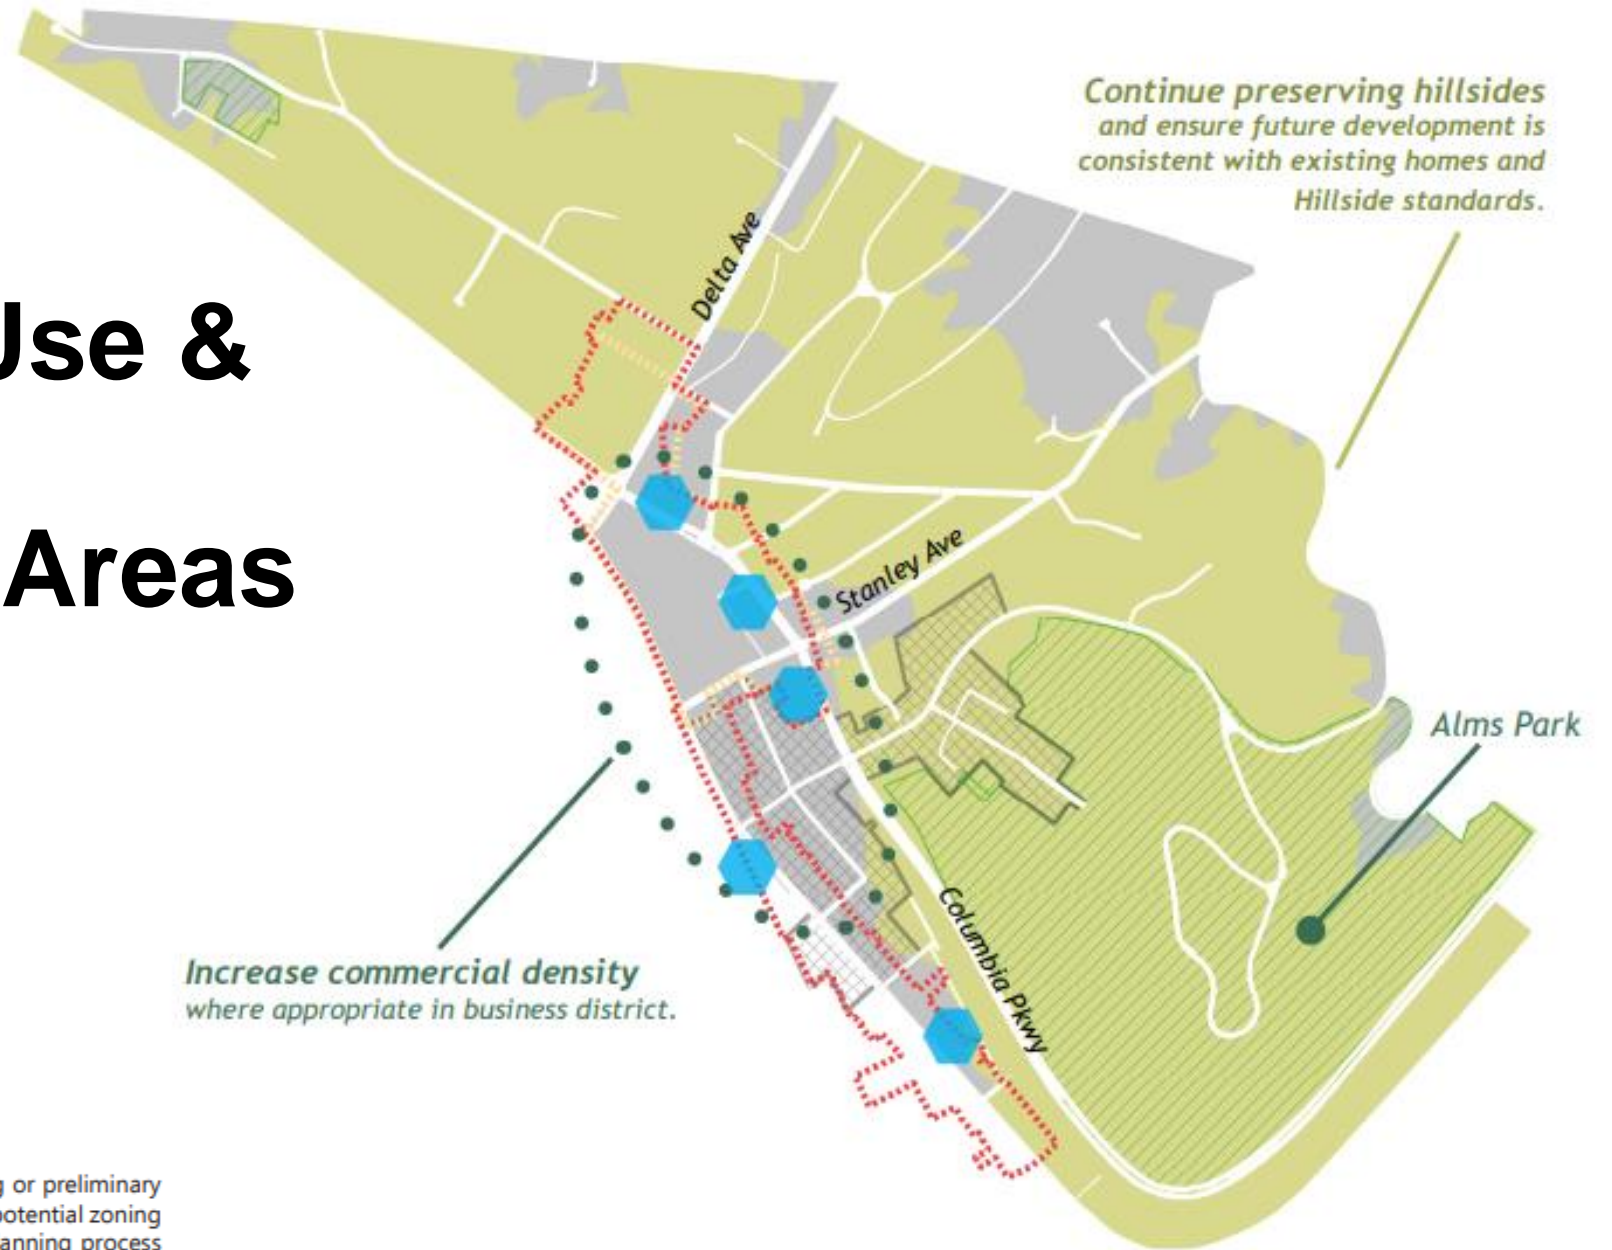 Continue preserving hillsides
and ensure future development is
consistent with existing homes and
Hillside standards.
Delta Ave
Use &
Areas
Stanley Ave
Alms Park
Columbia Pkwy
Increase commercial density
where appropriate in business district.
or preliminary
potential zoning
process